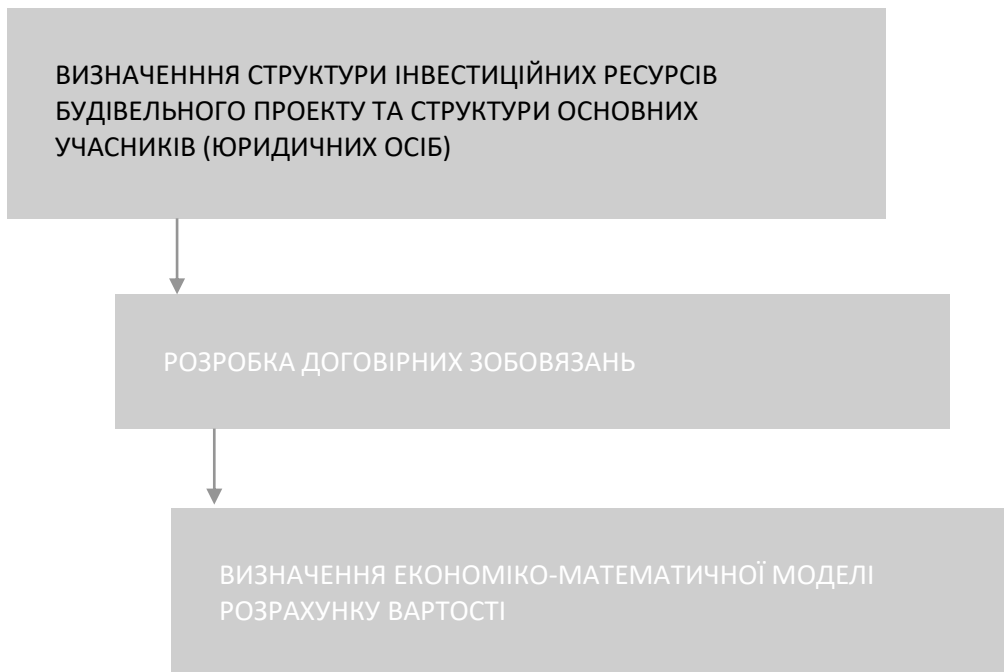 ВИЗНАЧЕНННЯ СТРУКТУРИ ІНВЕСТИЦІЙНИХ РЕСУРСІВ
БУДІВЕЛЬНОГО ПРОЕКТУ ТА СТРУКТУРИ ОСНОВНИХ
УЧАСНИКІВ (ЮРИДИЧНИХ ОСІБ)
РОЗРОБКА ДОГОВІРНИХ ЗОБОВЯЗАНЬ
ВИЗНАЧЕННЯ ЕКОНОМІКО-МАТЕМАТИЧНОЇ МОДЕЛІ
РОЗРАХУНКУ ВАРТОСТІ